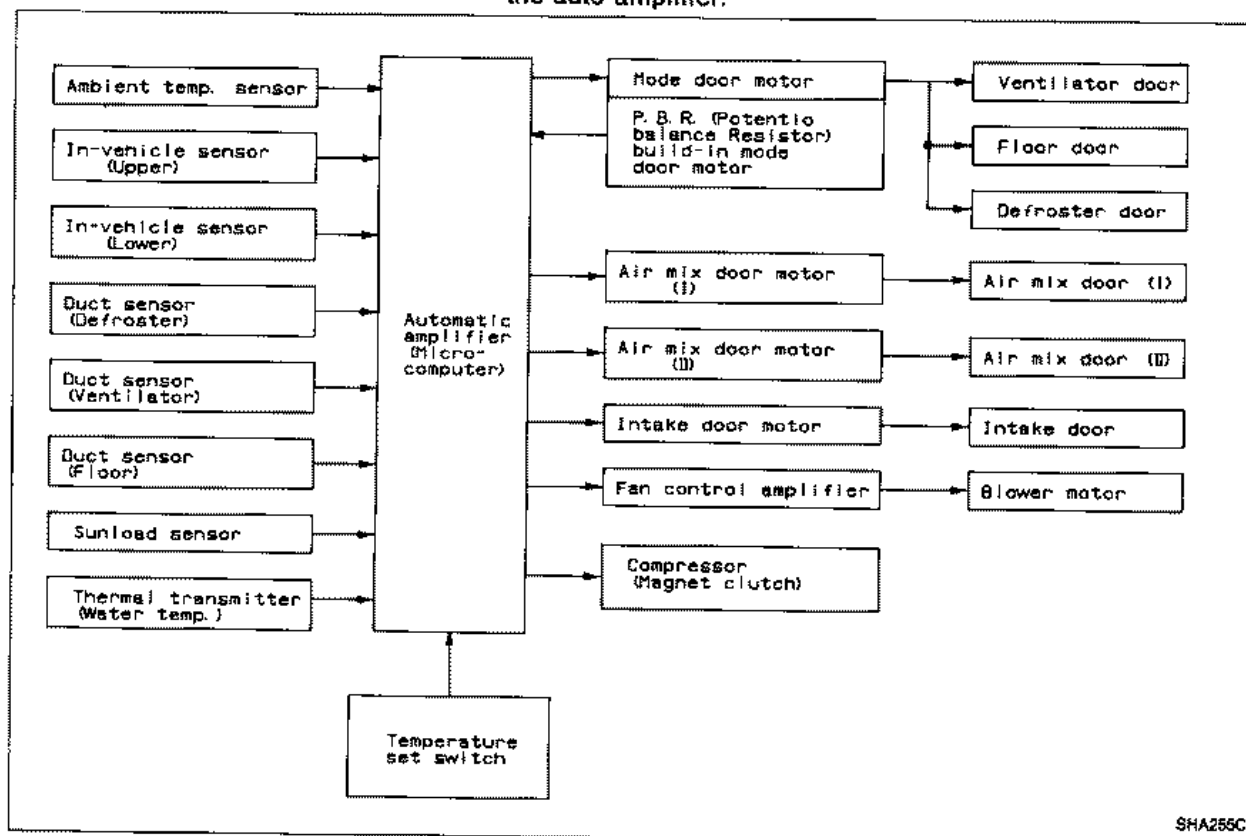 the auto amplifier.
Ambient temp. sensor
In-vehicle sensor
(Upper)
In-vehicle sensor
(Lower)
Duct sensor
(Defroster)
Duct sensor
(Ventilator)
Duct sensor
(Floor)
Sunload sensor
Thermal transmitter
(Water temp.)
Automatic
amplifier
(Micro-
computer)
Temperature
set switch
Mode door motor
P. B. R. (Potentio
balance Resistor)
build-in mode
door motor
Air mix door motor
(I)
Air mix door motor
(II)
Intake door motor
Fan control amplifier
Compressor
(Magnet clutch)
Ventilator door
Floor door
Defroster door
Air mix door (I)
Air mix door (II)
Intake door
Blower motor
SHA255C